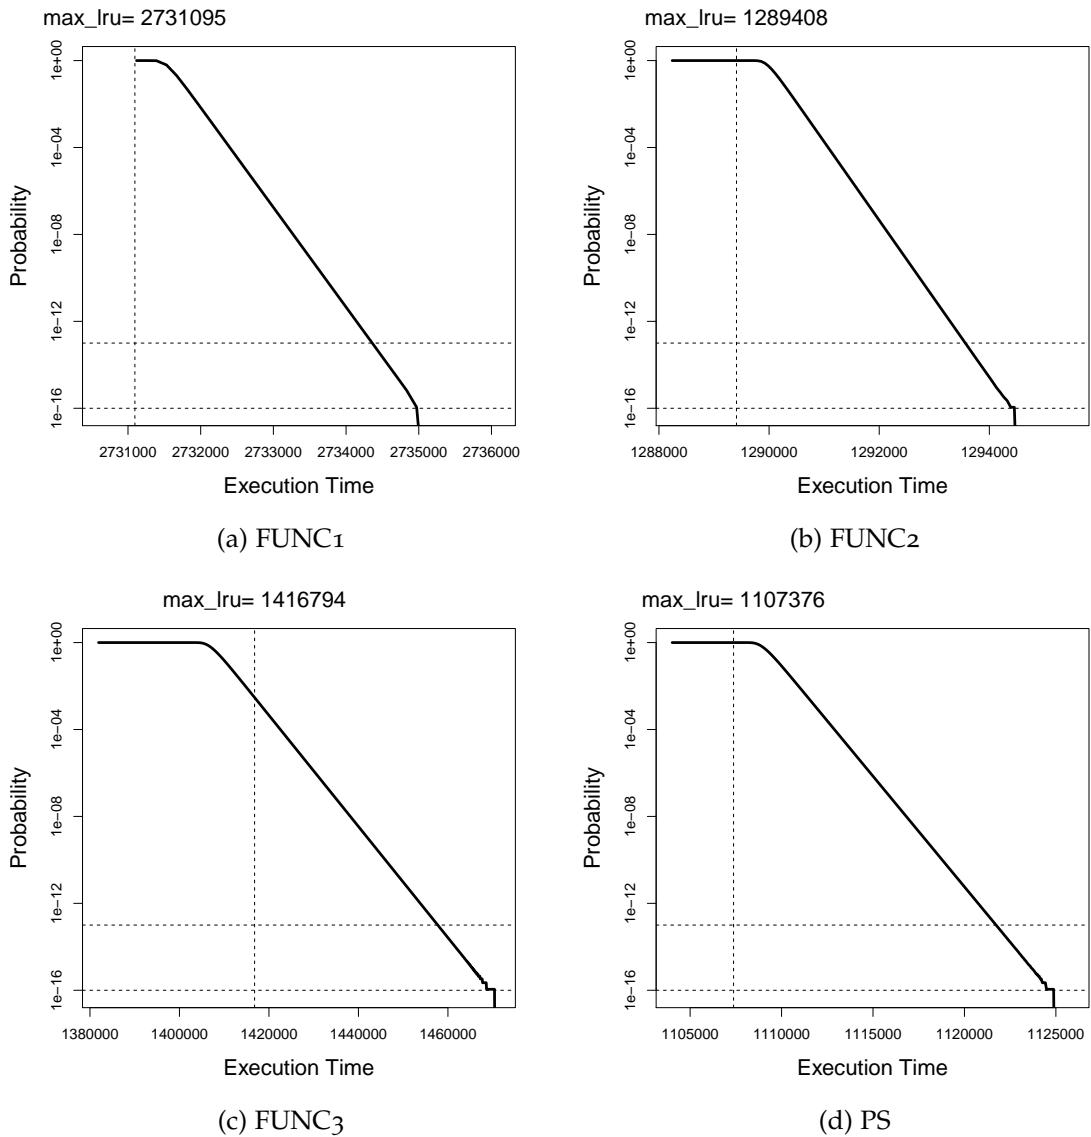 max_lru= 2731095
Probability
1e+00
1e−04
1e−08
1e−12
1e−16
2731000 2732000 2733000 2734000 2735000 2736000
Execution Time
(a) FUNC1
max_lru= 1289408
Probability
1e+00
1e−04
1e−08
1e−12
1e−16
1288000 1290000 1292000 1294000
Execution Time
(b) FUNC2
max_lru= 1416794
Probability
1e+00
1e−04
1e−08
1e−12
1e−16
1380000 1400000 1420000 1440000 1460000
Execution Time
(c) FUNC3
max_lru= 1107376
Probability
1e+00
1e−04
1e−08
1e−12
1e−16
1105000 1110000 1115000 1120000 1125000
Execution Time
(d) PS